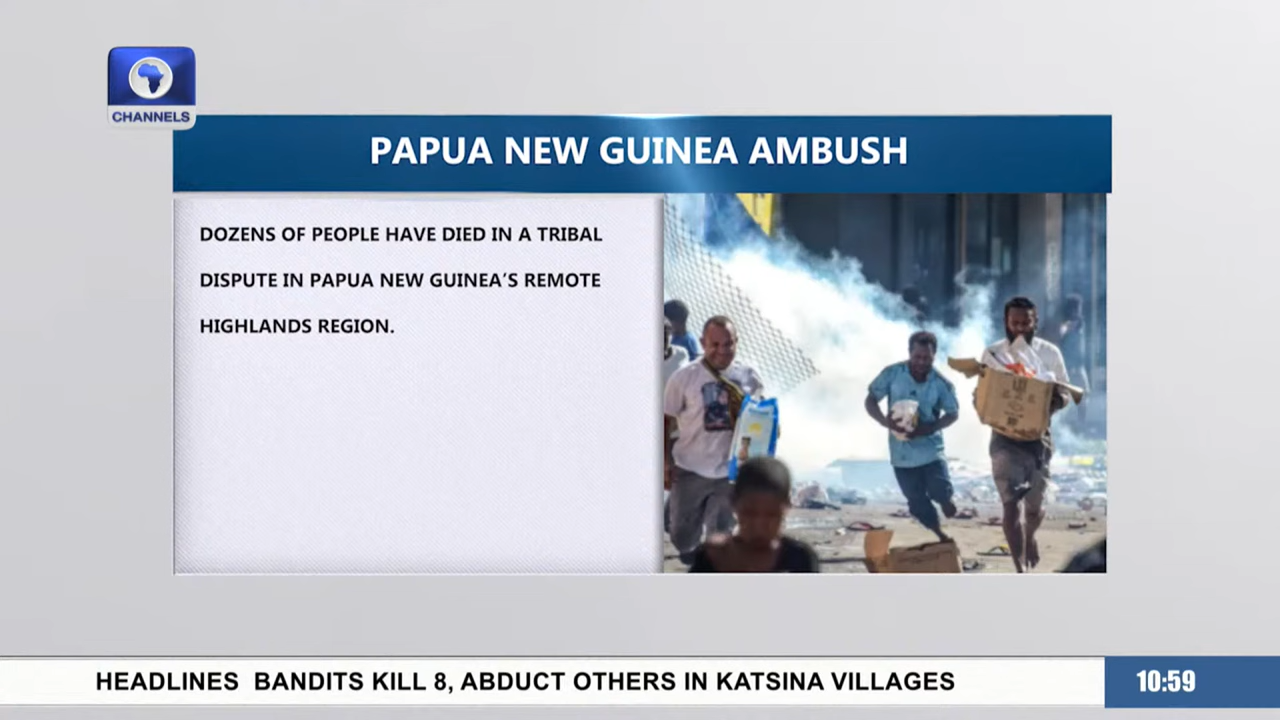 CHANNELS
PAPUA NEW GUINEA AMBUSH
DOZENS OF PEOPLE HAVE DIED IN A TRIBAL
DISPUTE IN PAPUA NEW GUINEA'S REMOTE
HIGHLANDS REGION.
HEADLINES BANDITS KILL 8, ABDUCT OTHERS IN KATSINA VILLAGES
10:59